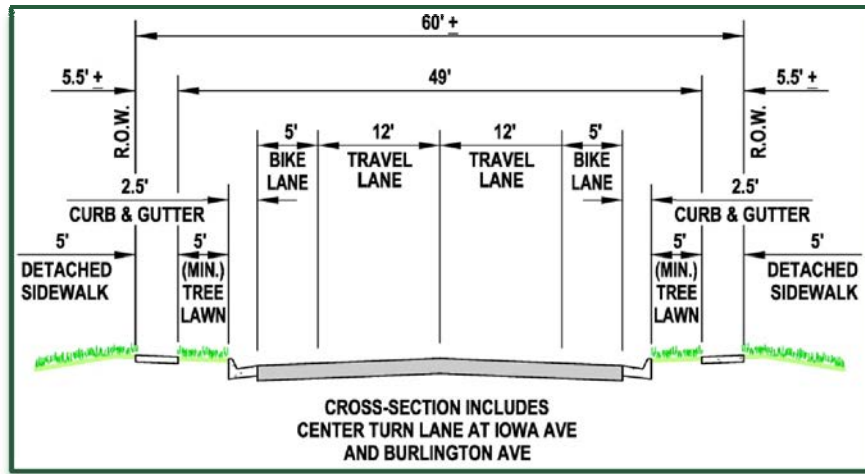 60' ±
5.5' ±
49'
5.5' ±
R.O.W.
R.O.W.
5'
BIKE
LANE
12'
TRAVEL
LANE
12'
TRAVEL
LANE
5'
BIKE
LANE
2.5'
CURB & GUTTER
2.5'
CURB & GUTTER
5'
DETACHED
SIDEWALK
5'
(MIN.)
TREE
LAWN
5'
(MIN.)
TREE
LAWN
5'
DETACHED
SIDEWALK
CROSS-SECTION INCLUDES
CENTER TURN LANE AT IOWA AVE
AND BURLINGTON AVE